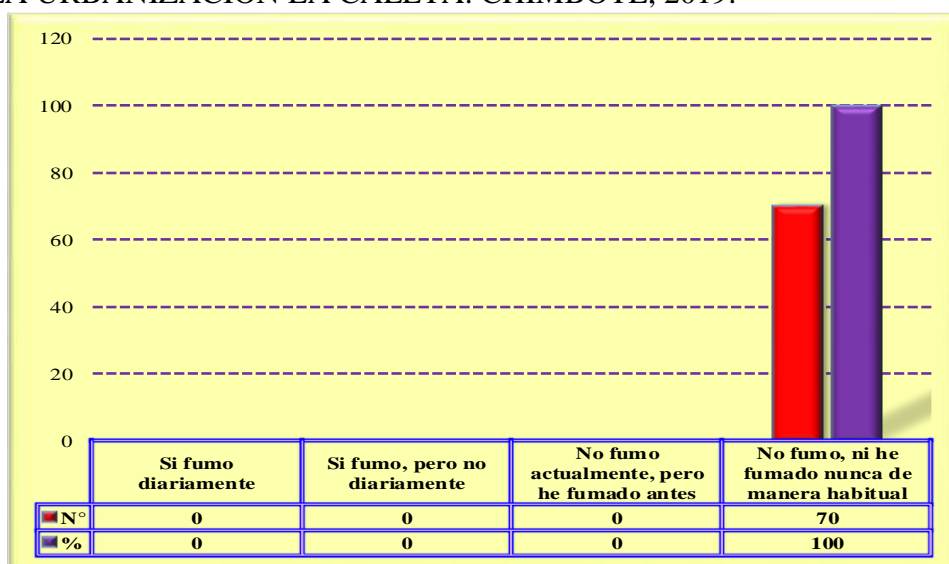 LA URBANIZACIÓN LA CALETA. CHIMBOTE, 2019.
120
100
80
60
40
20
0
Si fumo diariamente
Si fumo, pero no diariamente
No fumo actualmente, pero he fumado antes
No fumo, ni he fumado nunca de manera habitual
N° 0 0 0 70
% 0 0 0 100